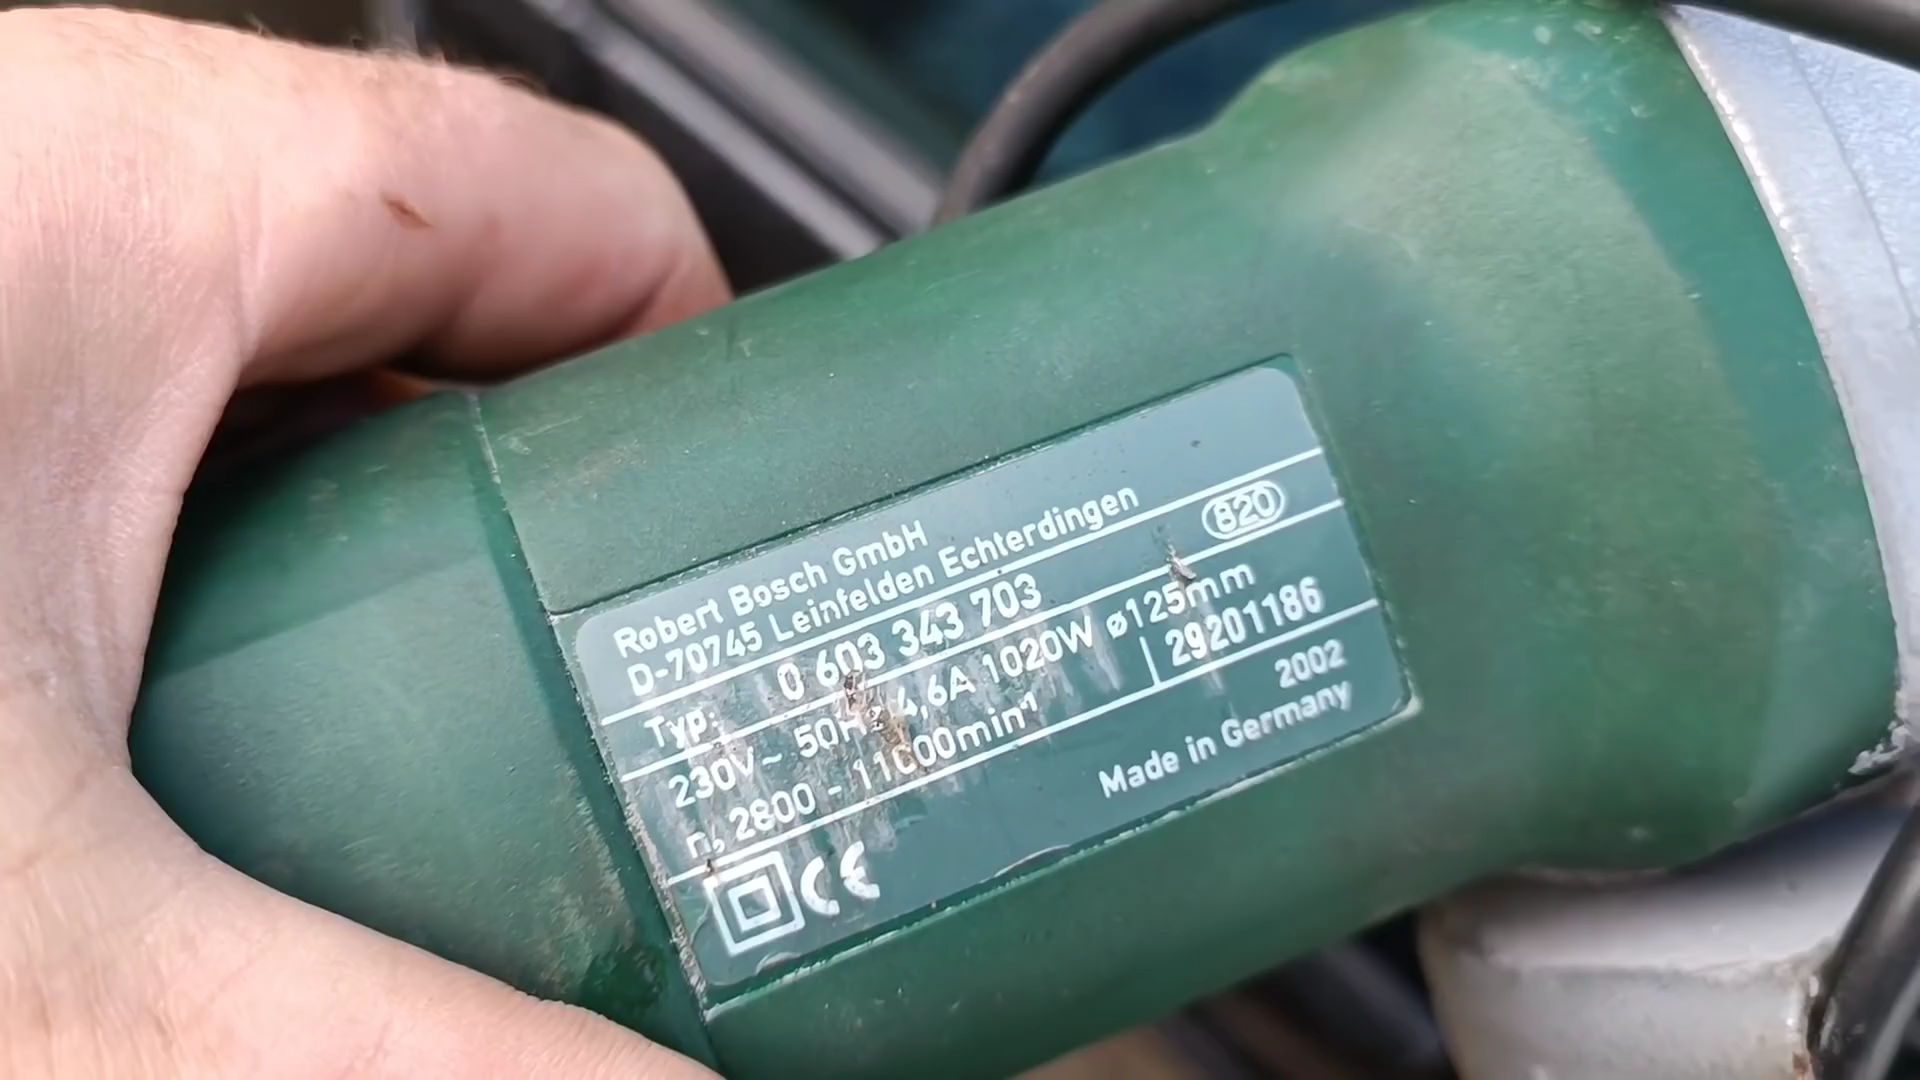 Robert Bosch GmbH
D-70745 Leinfelden Echterdingen
Typ: 0 603 343 703 820
230V~ 50Hz 4,6A 1020W ø125mm
n₀ 2800 - 11000min⁻¹ 29201186
2002
CE Made in Germany